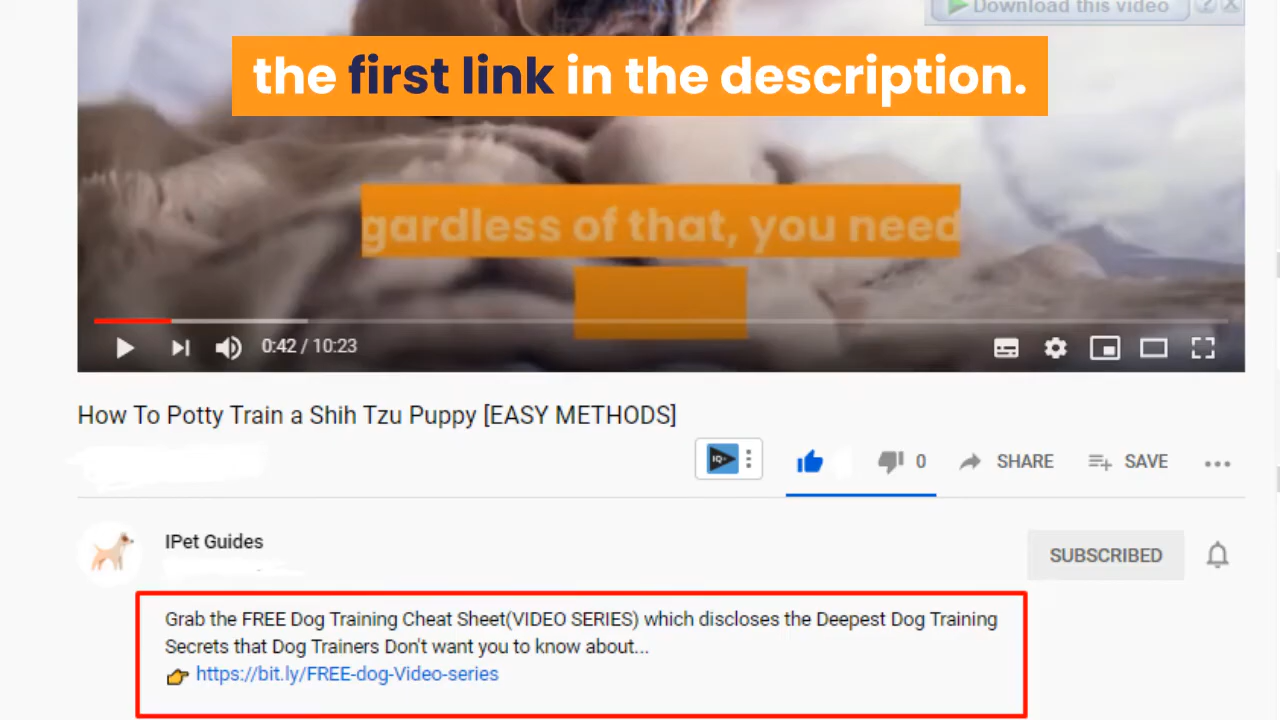 Download this video
the first link in the description.
gardless of that, you need
0:42 / 10:23
How To Potty Train a Shih Tzu Puppy [EASY METHODS]
IQ
0 SHARE SAVE
IPet Guides
SUBSCRIBED
Grab the FREE Dog Training Cheat Sheet(VIDEO SERIES) which discloses the Deepest Dog Training
Secrets that Dog Trainers Don't want you to know about...
https://bit.ly/FREE-dog-Video-series